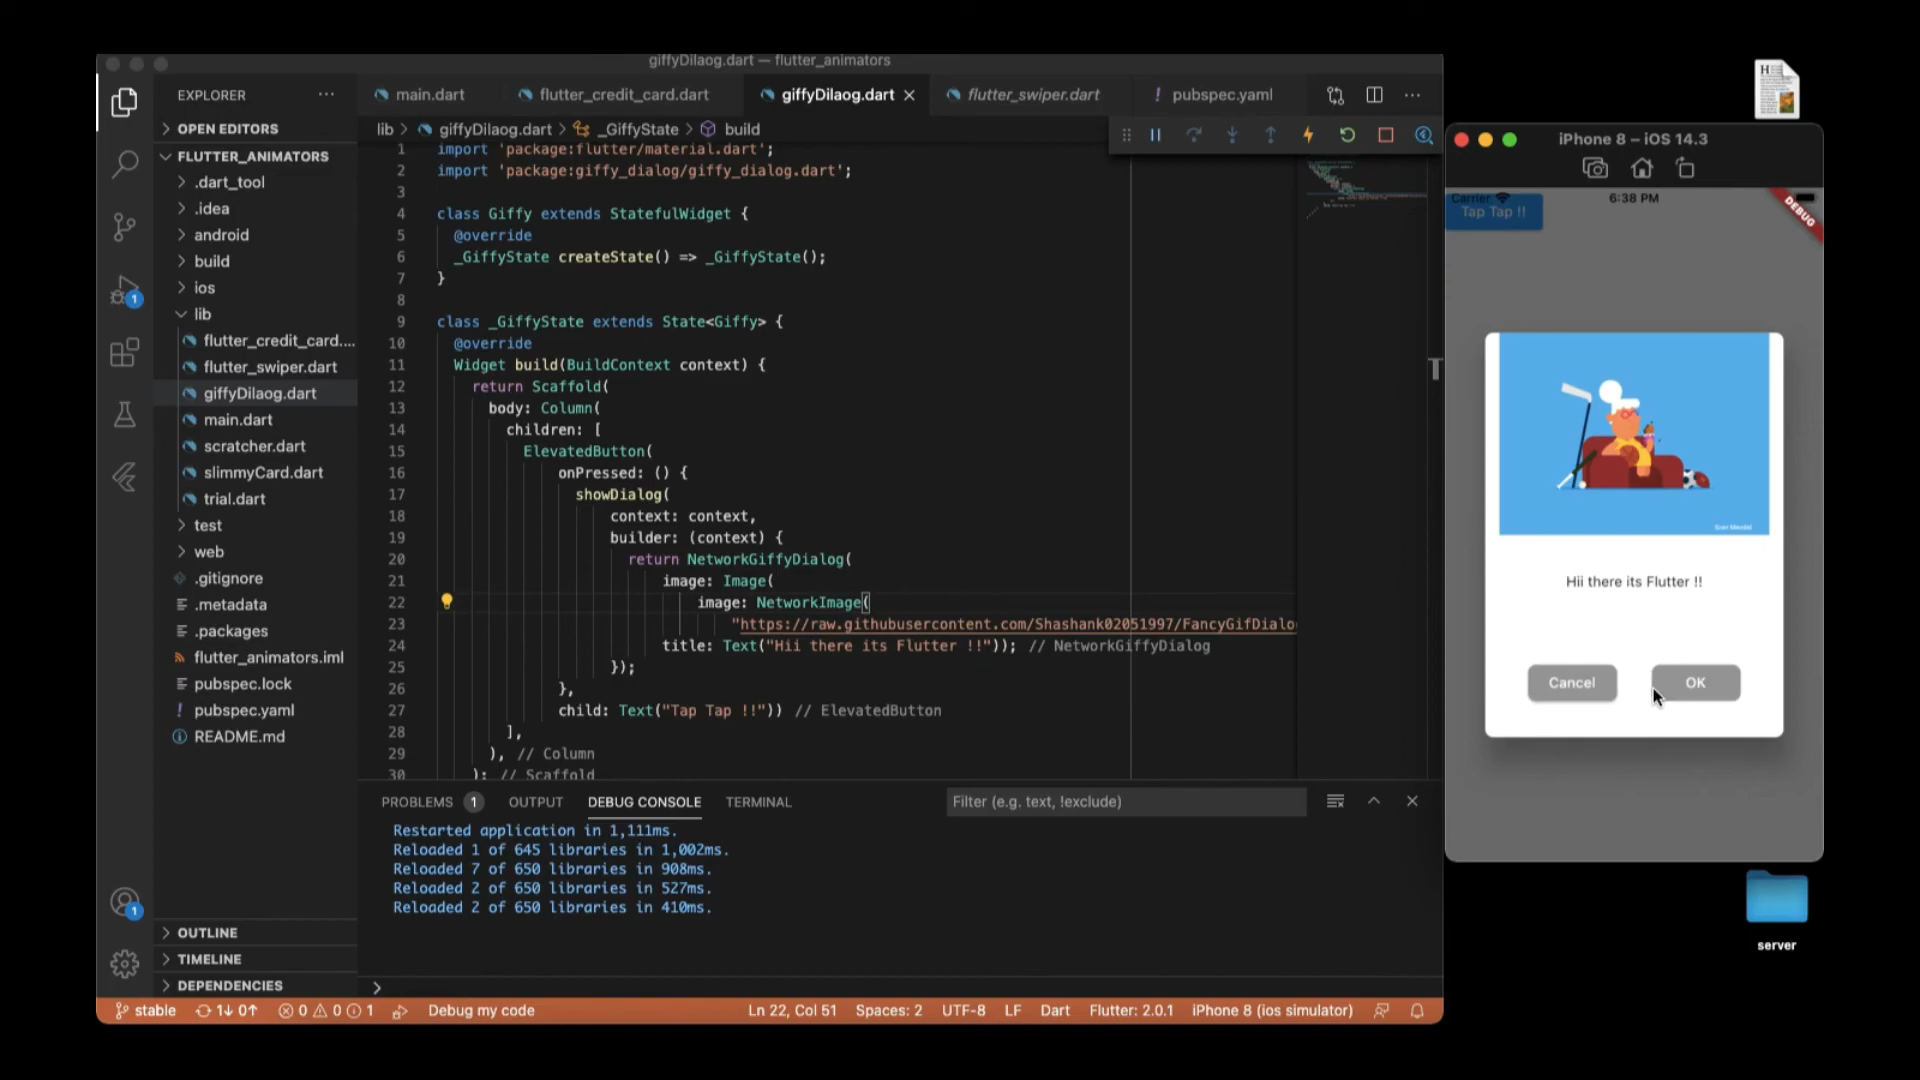 giffyDilaog.dart — flutter_animators
EXPLORER
OPEN EDITORS
FLUTTER_ANIMATORS
.dart_tool
.idea
android
build
ios
lib
flutter_credit_card....
flutter_swiper.dart
giffyDilaog.dart
main.dart
scratcher.dart
slimmyCard.dart
trial.dart
test
web
.gitignore
.metadata
.packages
flutter_animators.iml
pubspec.lock
pubspec.yaml
README.md
OUTLINE
TIMELINE
DEPENDENCIES
main.dart flutter_credit_card.dart giffyDilaog.dart flutter_swiper.dart pubspec.yaml
lib > giffyDilaog.dart > _GiffyState > build
1 import 'package:flutter/material.dart';
2 import 'package:giffy_dialog/giffy_dialog.dart';
3
4 class Giffy extends StatefulWidget {
5 @override
6 _GiffyState createState() => _GiffyState();
7 }
8
9 class _GiffyState extends State<Giffy> {
10 @override
11 Widget build(BuildContext context) {
12 return Scaffold(
13 body: Column(
14 children: [
15 ElevatedButton(
16 onPressed: () {
17 showDialog(
18 context: context,
19 builder: (context) {
20 return NetworkGiffyDialog(
21 image: Image(
22 image: NetworkImage(
23 "https://raw.githubusercontent.com/Shashank02051997/FancyGifDialo
24 title: Text("Hii there its Flutter !!")); // NetworkGiffyDialog
25 });
26 },
27 child: Text("Tap Tap !!")) // ElevatedButton
28 ],
29 ), // Column
30 ); // Scaffold
PROBLEMS 1 OUTPUT DEBUG CONSOLE TERMINAL Filter (e.g. text, !exclude)
Restarted application in 1,111ms.
Reloaded 1 of 645 libraries in 1,002ms.
Reloaded 7 of 650 libraries in 908ms.
Reloaded 2 of 650 libraries in 527ms.
Reloaded 2 of 650 libraries in 410ms.
stable 1↓ 0↑ 0 0 1 Debug my code Ln 22, Col 51 Spaces: 2 UTF-8 LF Dart Flutter: 2.0.1 iPhone 8 (ios simulator)
iPhone 8 – iOS 14.3
Carrier 6:38 PM
Tap Tap !!
DEBUG
Hii there its Flutter !!
Cancel OK
server